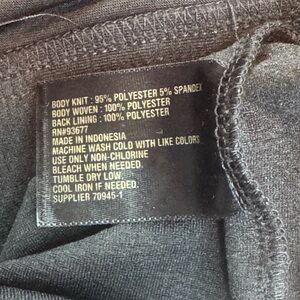 BODY KNIT : 95% POLYESTER 5% SPANDEX
BODY WOVEN : 100% POLYESTER
BACK LINING : 100% POLYESTER
RN#93677
MADE IN INDONESIA
MACHINE WASH COLD WITH LIKE COLORS
USE ONLY NON-CHLORINE
BLEACH WHEN NEEDED.
TUMBLE DRY LOW.
COOL IRON IF NEEDED.
SUPPLIER 70945-1